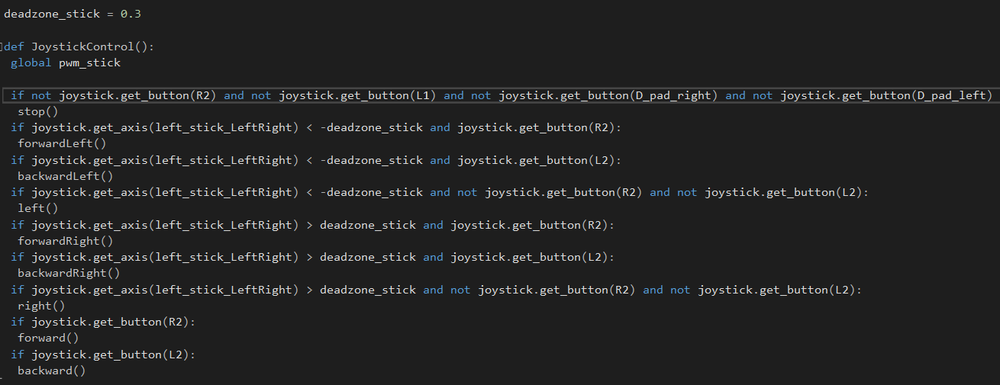 deadzone_stick = 0.3
def JoystickControl():
global pwm_stick
if not joystick.get_button(R2) and not joystick.get_button(L1) and not joystick.get_button(D_pad_right) and not joystick.get_button(D_pad_left)
stop()
if joystick.get_axis(left_stick_LeftRight) < -deadzone_stick and joystick.get_button(R2):
forwardLeft()
if joystick.get_axis(left_stick_LeftRight) < -deadzone_stick and joystick.get_button(L2):
backwardLeft()
if joystick.get_axis(left_stick_LeftRight) < -deadzone_stick and not joystick.get_button(R2) and not joystick.get_button(L2):
left()
if joystick.get_axis(left_stick_LeftRight) > deadzone_stick and joystick.get_button(R2):
forwardRight()
if joystick.get_axis(left_stick_LeftRight) > deadzone_stick and joystick.get_button(L2):
backwardRight()
if joystick.get_axis(left_stick_LeftRight) > deadzone_stick and not joystick.get_button(R2) and not joystick.get_button(L2):
right()
if joystick.get_button(R2):
forward()
if joystick.get_button(L2):
backward()